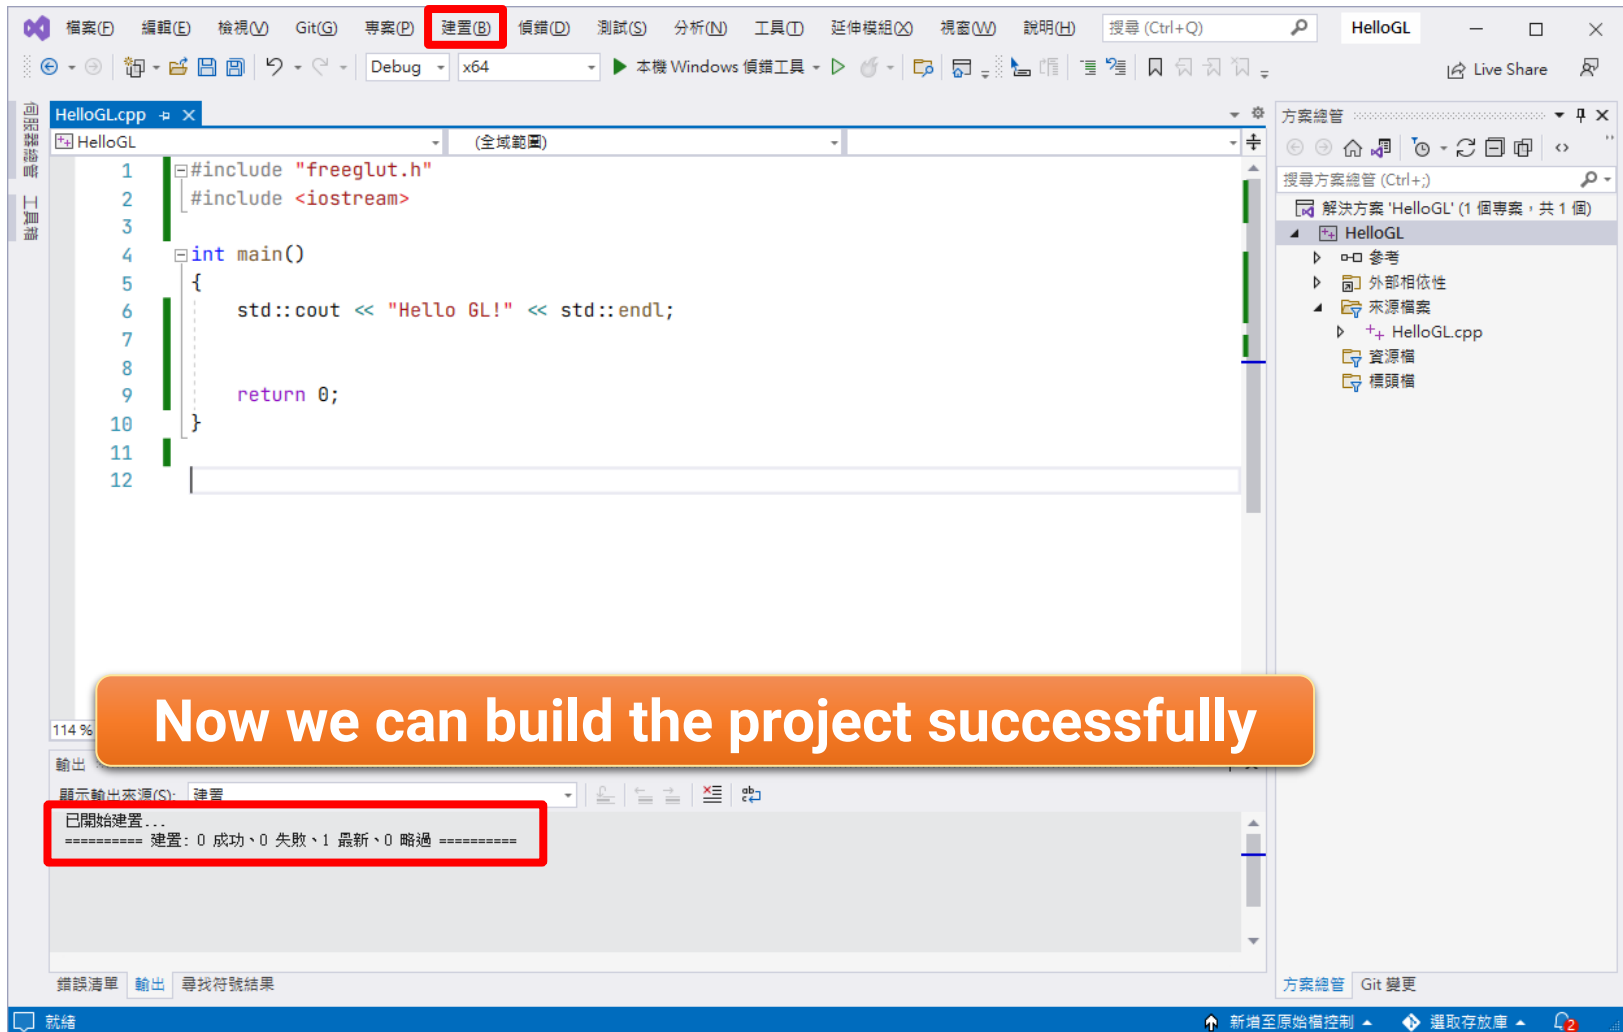 檔案(F) 編輯(E) 檢視(V) Git(G) 專案(P) 建置(B) 偵錯(D) 測試(S) 分析(N) 工具(T) 延伸模組(X) 視窗(W) 說明(H) 搜尋 (Ctrl+Q) HelloGL
Debug x64 本機 Windows 偵錯工具 Live Share
伺服器總管
工具箱
HelloGL.cpp
HelloGL (全域範圍)
1 #include "freeglut.h"
2 #include <iostream>
3
4 int main()
5 {
6 std::cout << "Hello GL!" << std::endl;
7
8
9 return 0;
10 }
11
12
方案總管
搜尋方案總管 (Ctrl+;)
解決方案 'HelloGL' (1 個專案，共 1 個)
HelloGL
參考
外部相依性
來源檔案
HelloGL.cpp
資源檔
標頭檔
Now we can build the project successfully
114 %
輸出
顯示輸出來源(S): 建置
已開始建置...
========== 建置: 0 成功、0 失敗、1 最新、0 略過 ==========
錯誤清單 輸出 尋找符號結果
方案總管 Git 變更
就緒 新增至原始檔控制 選取存放庫 2